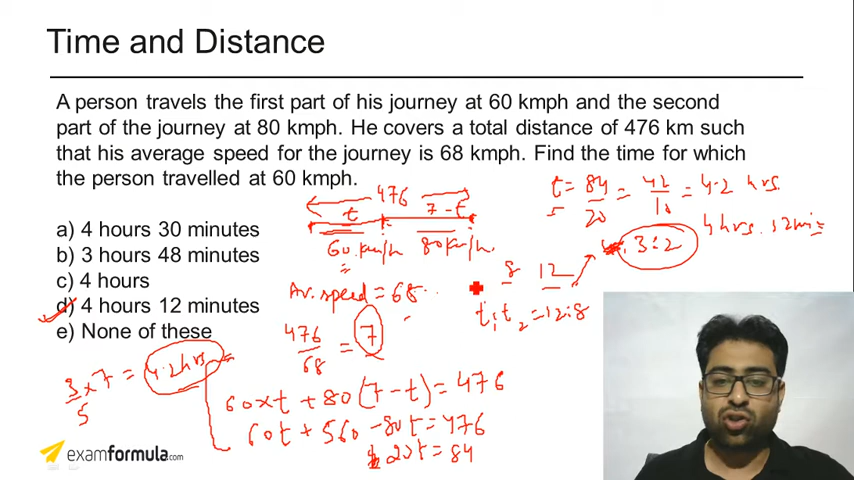 Time and Distance
A person travels the first part of his journey at 60 kmph and the second
part of the journey at 80 kmph. He covers a total distance of 476 km such
that his average speed for the journey is 68 kmph. Find the time for which
the person travelled at 60 kmph.
t = 84/20 = 42/10 = 4.2 hrs.
4 hrs. 12 min
476
t 7-t
60 km/h 80 km/h.
a) 4 hours 30 minutes
b) 3 hours 48 minutes
c) 4 hours
d) 4 hours 12 minutes
e) None of these
8 12
3:2
Av. speed = 68
t, t2 = 12:8
476/68 = 7
3/5 x 7 = 4.2 hrs
60xt + 80(7-t) = 476
60t + 560 - 80t = 476
20t = 84
examformula.com